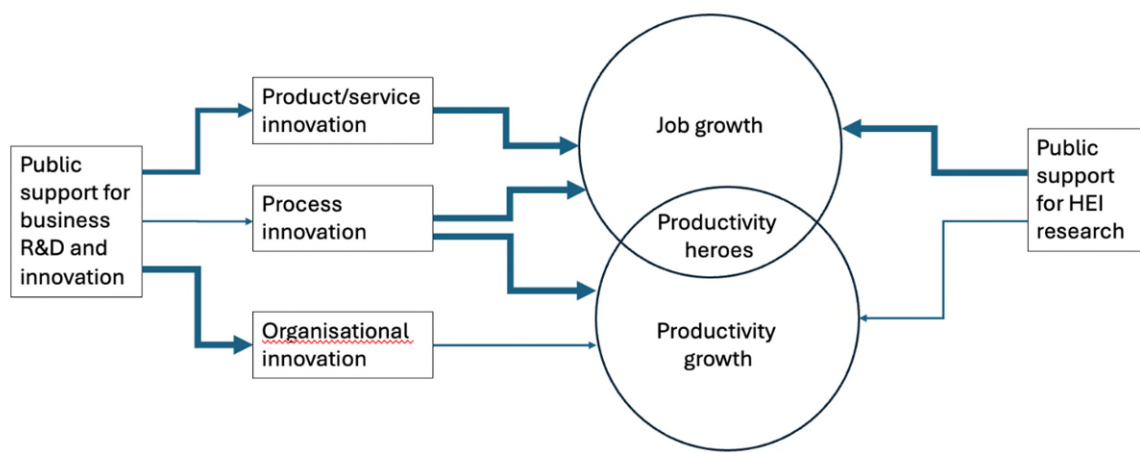 Product/service
innovation
Job growth
Public
support for
business
R&D and
innovation
Process
innovation
Productivity
heroes
Public
support
for HEI
research
Organisational
innovation
Productivity
growth